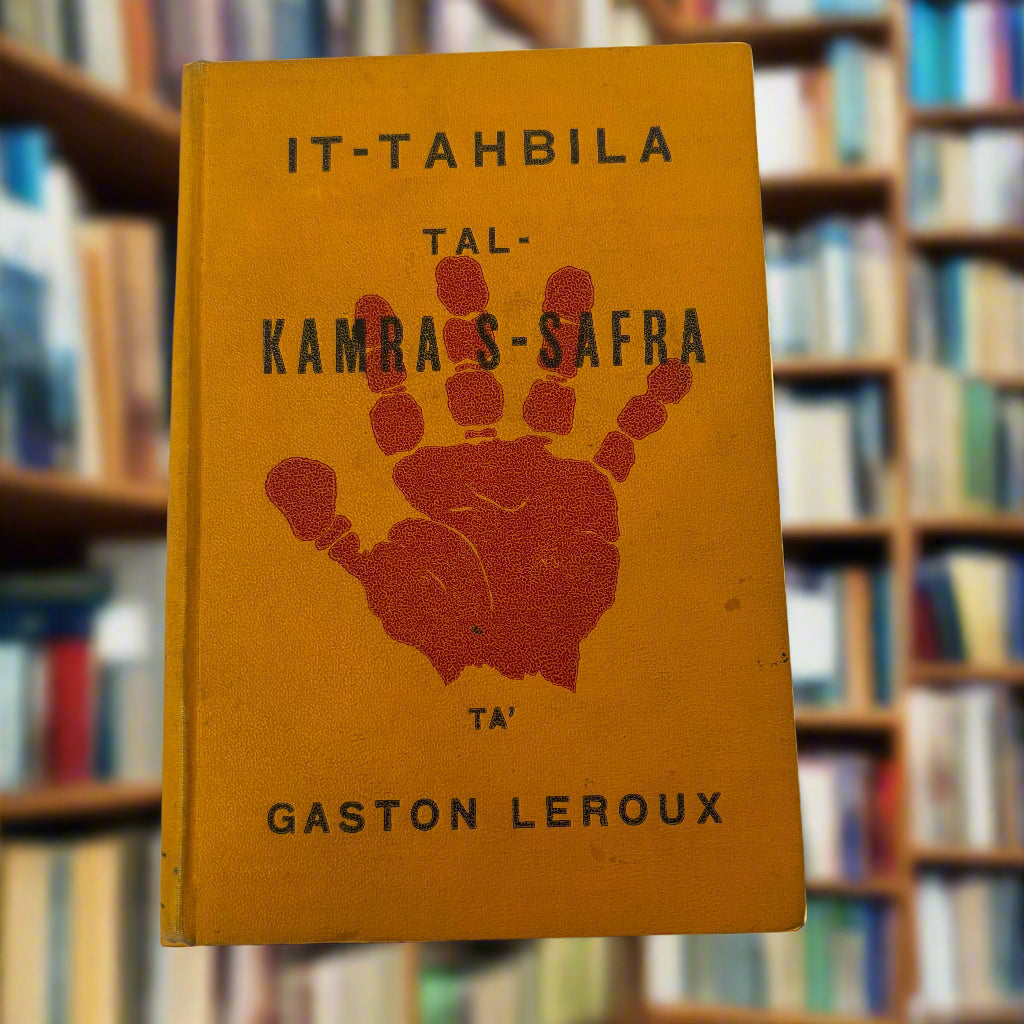 IT-TAHBILA
TAL-
KAMRA S-SAFRA
TA'
GASTON LEROUX